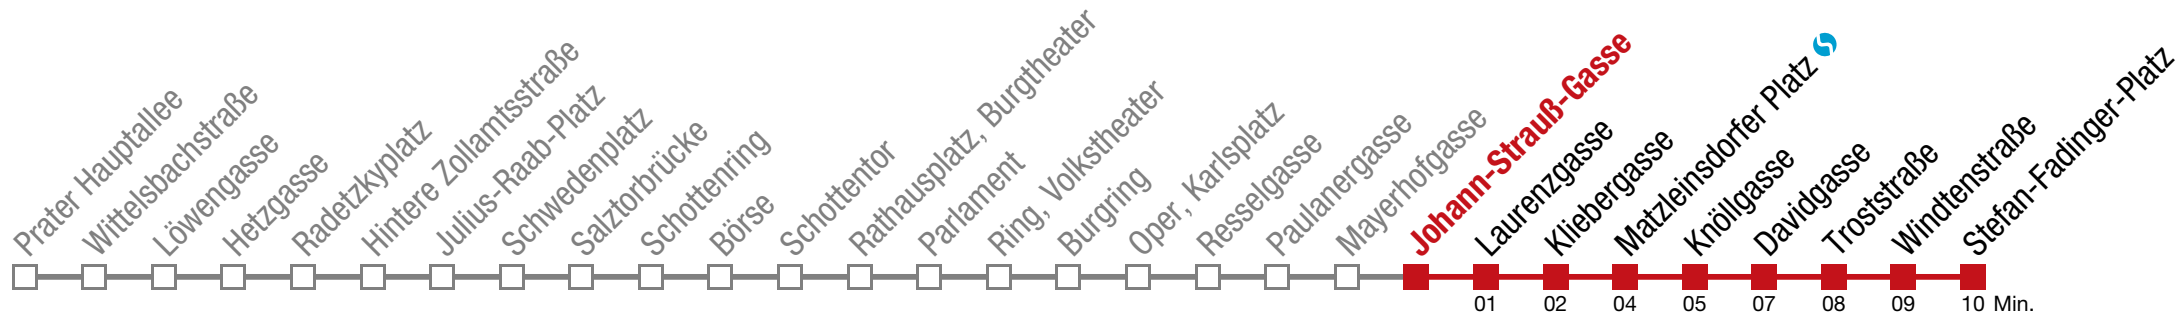 Prater Hauptallee
Wittelsbachstraße
Löwengasse
Hetzgasse
Radetzkyplatz
Hintere Zollamtsstraße
Julius-Raab-Platz
Schwedenplatz
Salztorbrücke
Schottenring
Börse
Schottentor
Rathausplatz, Burgtheater
Parlament
Ring, Volkstheater
Burgring
Oper, Karlsplatz
Resselgasse
Paulanergasse
Mayerhofgasse
Johann-Strauß-Gasse
Laurenzgasse
Kliebergasse
Matzleinsdorfer Platz
Knöllgasse
Davidgasse
Troststraße
Windtenstraße
Stefan-Fadinger-Platz
01 02 04 05 07 08 09 10 Min.